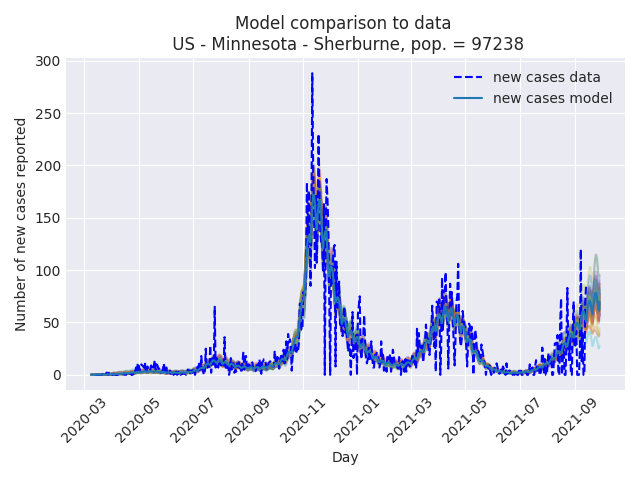 Model comparison to data
US - Minnesota - Sherburne, pop. = 97238
300
250
200
150
100
50
0
Number of new cases reported
new cases data
new cases model
2020-03
2020-05
2020-07
2020-09
2020-11
2021-01
2021-03
2021-05
2021-07
2021-09
Day